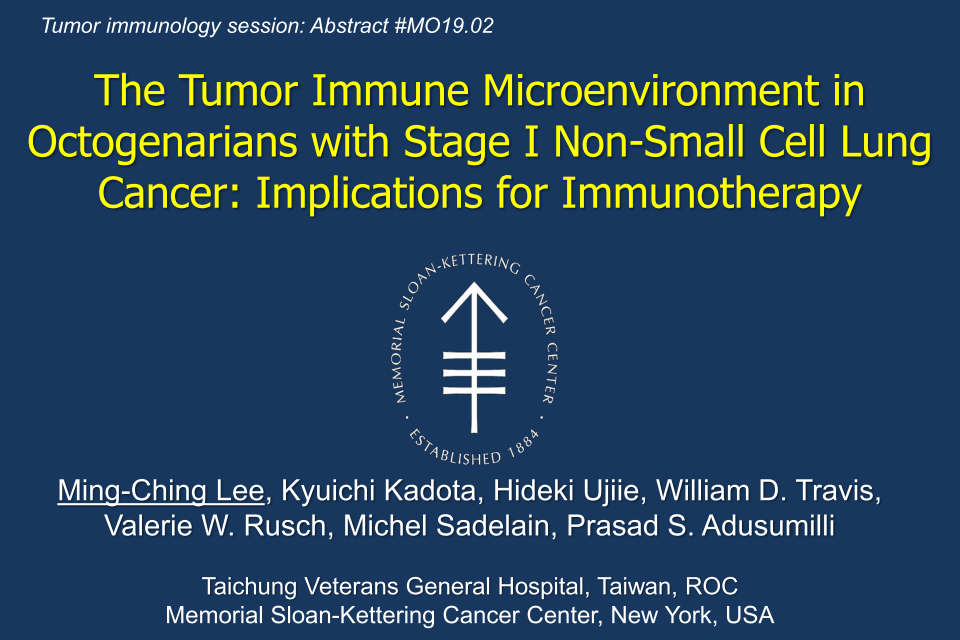 Tumor immunology session: Abstract #MO19.02
The Tumor Immune Microenvironment in
Octogenarians with Stage I Non-Small Cell Lung
Cancer: Implications for Immunotherapy
MEMORIAL SLOAN-KETTERING CANCER CENTER
· ESTABLISHED 1884 ·
Ming-Ching Lee, Kyuichi Kadota, Hideki Ujiie, William D. Travis,
Valerie W. Rusch, Michel Sadelain, Prasad S. Adusumilli
Taichung Veterans General Hospital, Taiwan, ROC
Memorial Sloan-Kettering Cancer Center, New York, USA